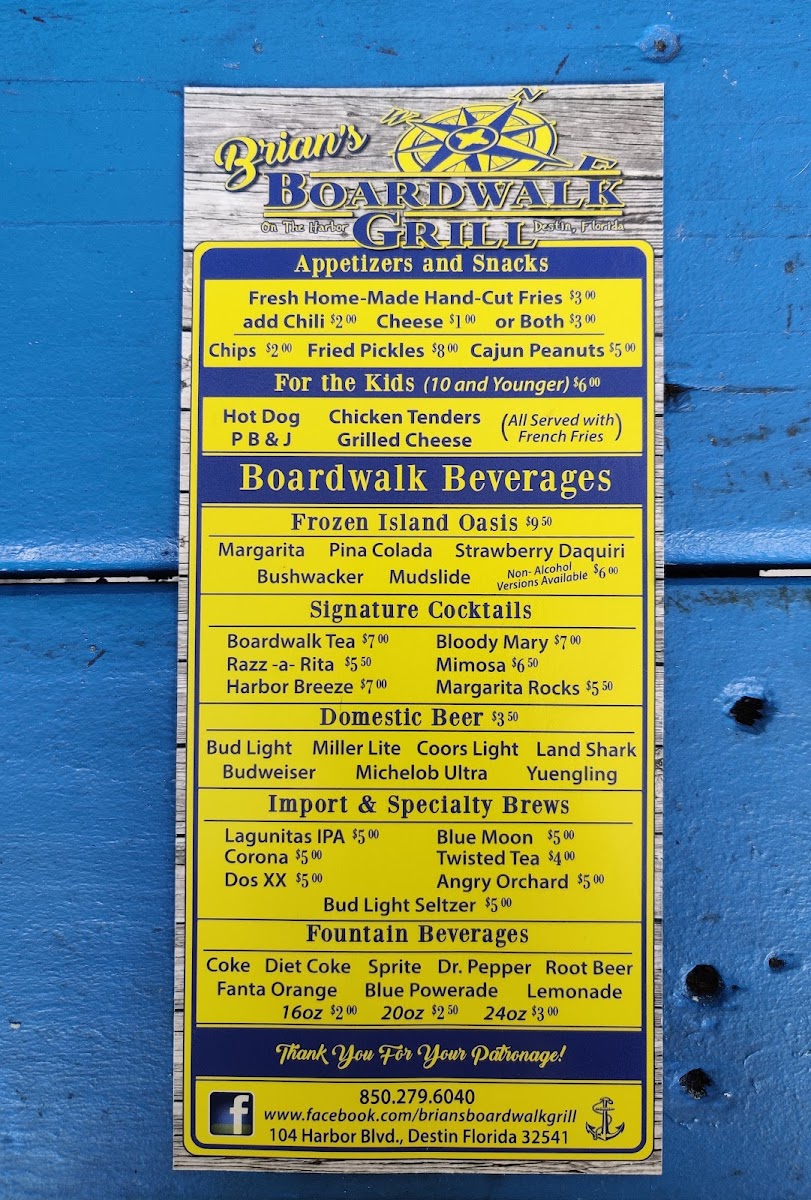 N
W
E
Brian's
BOARDWALK
On The Harbor GRILL Destin, Florida
Appetizers and Snacks
Fresh Home-Made Hand-Cut Fries $3 00
add Chili $2 00 Cheese $1 00 or Both $3 00
Chips $2 00 Fried Pickles $8 00 Cajun Peanuts $5 00
For the Kids (10 and Younger) $6 00
Hot Dog Chicken Tenders (All Served with
P B & J Grilled Cheese French Fries)
Boardwalk Beverages
Frozen Island Oasis $9 50
Margarita Pina Colada Strawberry Daquiri
Bushwacker Mudslide Non- Alcohol Versions Available $6 00
Signature Cocktails
Boardwalk Tea $7 00 Bloody Mary $7 00
Razz -a- Rita $5 50 Mimosa $6 50
Harbor Breeze $7 00 Margarita Rocks $5 50
Domestic Beer $3 50
Bud Light Miller Lite Coors Light Land Shark
Budweiser Michelob Ultra Yuengling
Import & Specialty Brews
Lagunitas IPA $5 00 Blue Moon $5 00
Corona $5 00 Twisted Tea $4 00
Dos XX $5 00 Angry Orchard $5 00
Bud Light Seltzer $5 00
Fountain Beverages
Coke Diet Coke Sprite Dr. Pepper Root Beer
Fanta Orange Blue Powerade Lemonade
16oz $2 00 20oz $2 50 24oz $3 00
Thank You For Your Patronage!
850.279.6040
f www.facebook.com/briansboardwalkgrill
104 Harbor Blvd., Destin Florida 32541